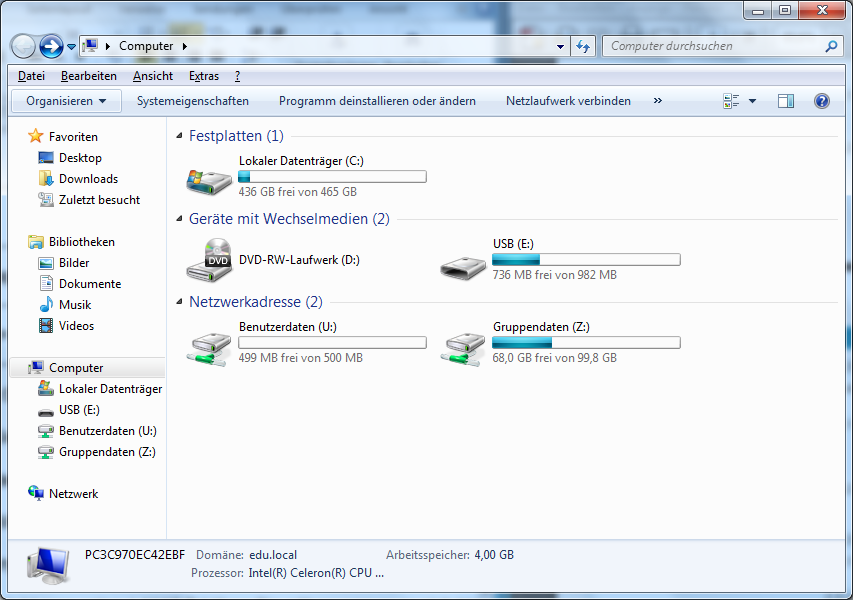 Computer
Computer durchsuchen
Datei Bearbeiten Ansicht Extras ?
Organisieren Systemeigenschaften Programm deinstallieren oder ändern Netzlaufwerk verbinden »
Favoriten
Desktop
Downloads
Zuletzt besucht
Bibliotheken
Bilder
Dokumente
Musik
Videos
Computer
Lokaler Datenträger
USB (E:)
Benutzerdaten (U:)
Gruppendaten (Z:)
Netzwerk
Festplatten (1)
Lokaler Datenträger (C:)
436 GB frei von 465 GB
Geräte mit Wechselmedien (2)
DVD
DVD-RW-Laufwerk (D:)
USB (E:)
736 MB frei von 982 MB
Netzwerkadresse (2)
Benutzerdaten (U:)
499 MB frei von 500 MB
Gruppendaten (Z:)
68,0 GB frei von 99,8 GB
PC3C970EC42EBF Domäne: edu.local Arbeitsspeicher: 4,00 GB
Prozessor: Intel(R) Celeron(R) CPU ...